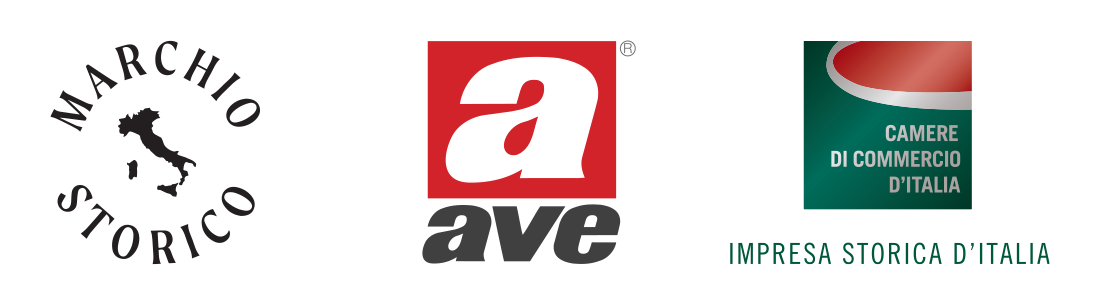 MARCHIO
STORICO
a®
ave
CAMERE
DI COMMERCIO
D'ITALIA
IMPRESA STORICA D'ITALIA